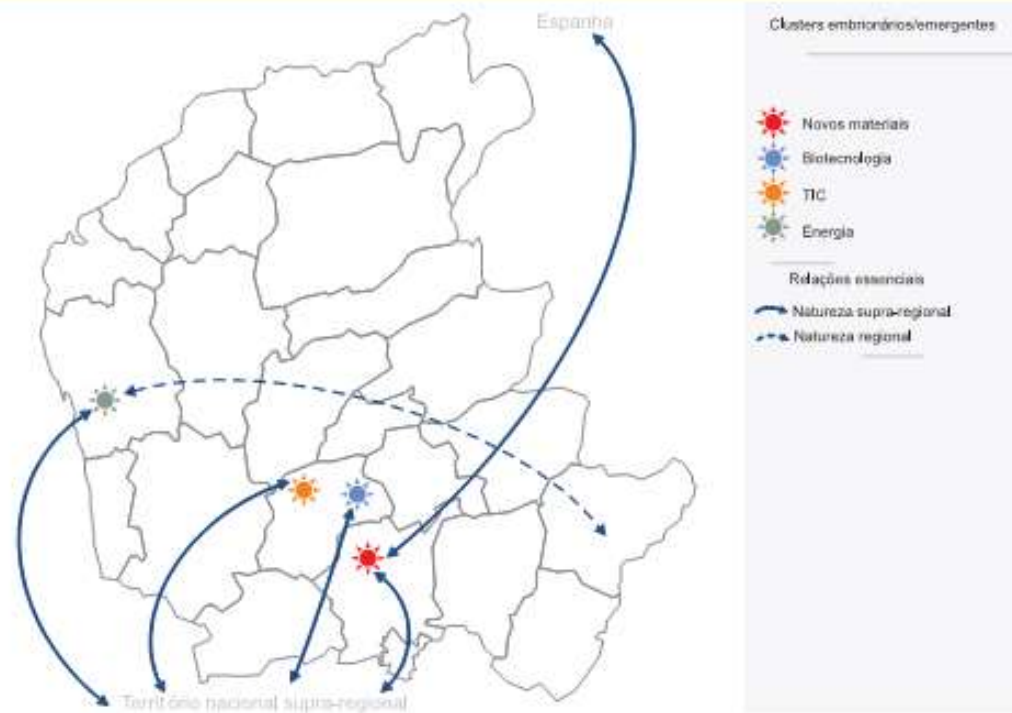 Espanha
Clusters embrionários/emergentes
Novos materiais
Biotecnologia
TIC
Energia
Relações essenciais
Natureza supra-regional
Natureza regional
Território nacional supra-regional